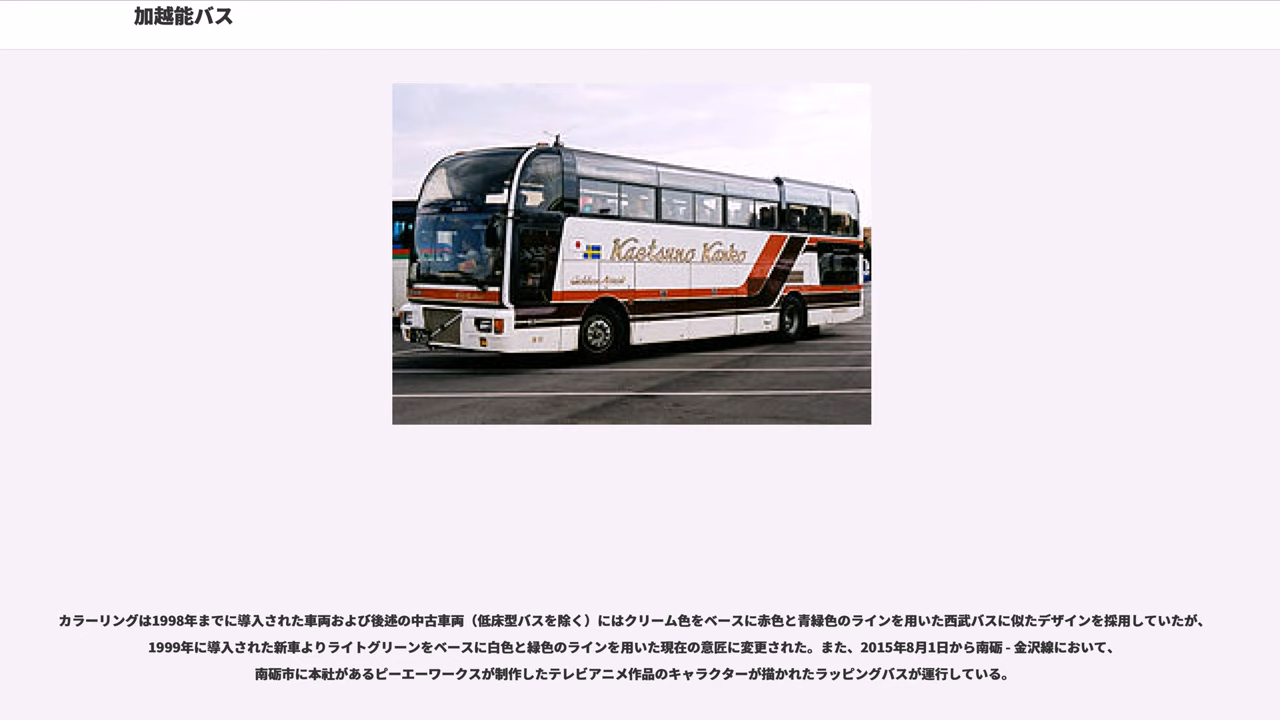 加越能バス
Kaetsuno Kanko
カラーリングは1998年までに導入された車両および後述の中古車両（低床型バスを除く）にはクリーム色をベースに赤色と青緑色のラインを用いた西武バスに似たデザインを採用していたが、
1999年に導入された新車よりライトグリーンをベースに白色と緑色のラインを用いた現在の意匠に変更された。また、2015年8月1日から南砺 - 金沢線において、
南砺市に本社があるピーエーワークスが制作したテレビアニメ作品のキャラクターが描かれたラッピングバスが運行している。